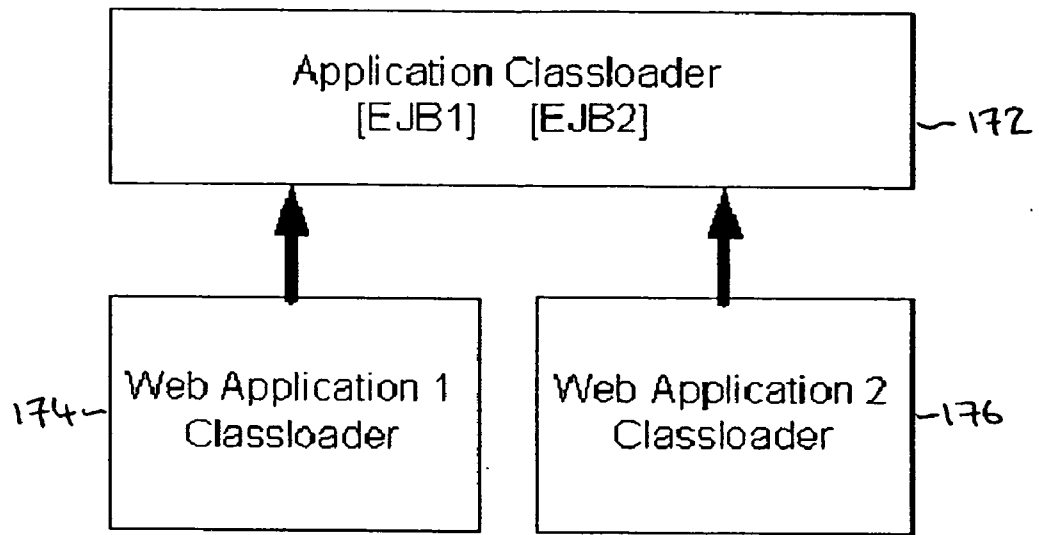 Application Classloader
[EJB1] [EJB2]
172
Web Application 1
Classloader
174
Web Application 2
Classloader
176